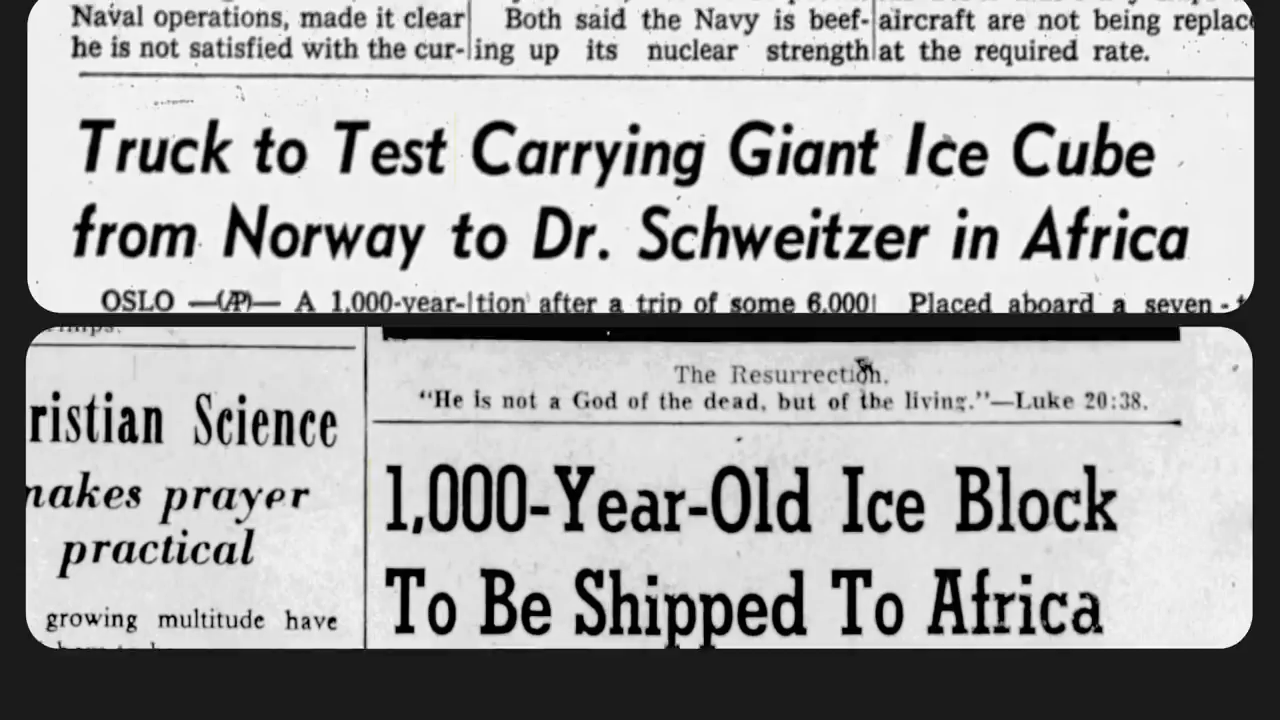 Naval operations, made it clear
he is not satisfied with the cur-
Both said the Navy is beef-
ing up its nuclear strength
aircraft are not being replac
at the required rate.
Truck to Test Carrying Giant Ice Cube
from Norway to Dr. Schweitzer in Africa
OSLO —(AP)— A 1,000-year-
tion after a trip of some 6,000
Placed aboard a seven-t
ristian Science
makes prayer
practical
growing multitude have
The Resurrection.
"He is not a God of the dead, but of the living."—Luke 20:38.
1,000-Year-Old Ice Block
To Be Shipped To Africa